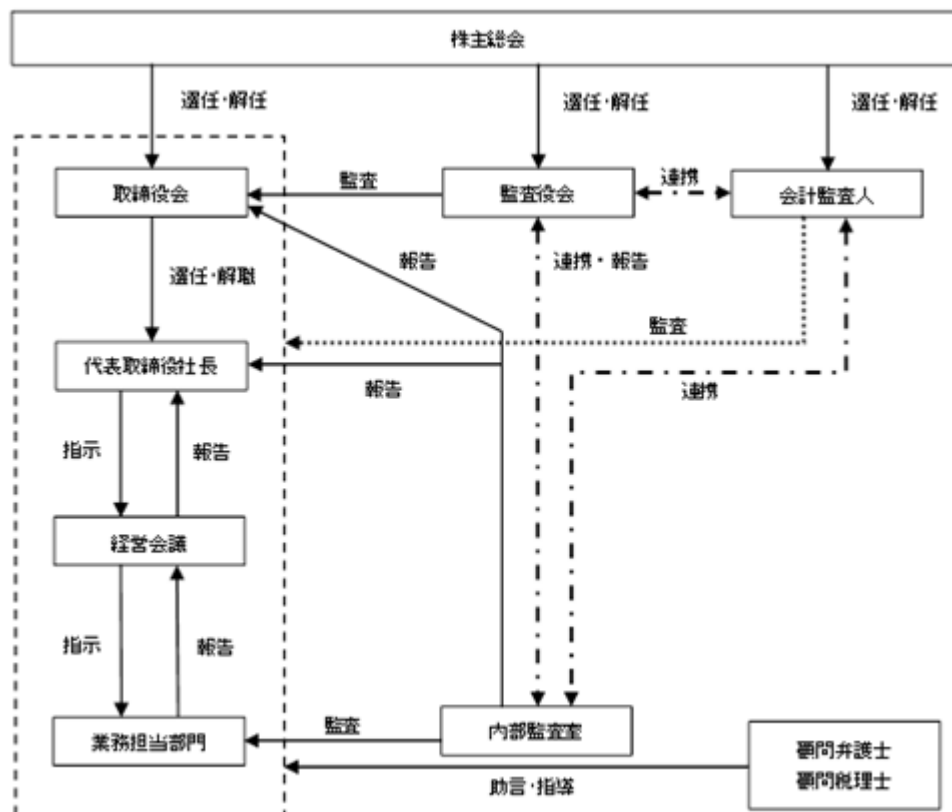 株主総会
選任・解任
選任・解任
選任・解任
取締役会
監査
監査役会
連携
会計監査人
選任・解職
報告
連携・報告
監査
代表取締役社長
報告
連携
指示
報告
経営会議
指示
報告
業務担当部門
監査
内部監査室
顧問弁護士
顧問税理士
助言・指導